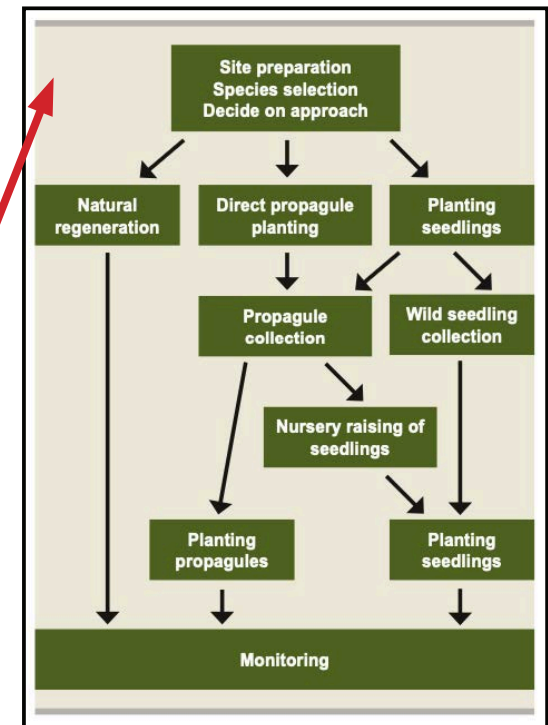 Site preparation
Species selection
Decide on approach
Natural
regeneration
Direct propagule
planting
Planting
seedlings
Propagule
collection
Wild seedling
collection
Nursery raising of
seedlings
Planting
propagules
Planting
seedlings
Monitoring